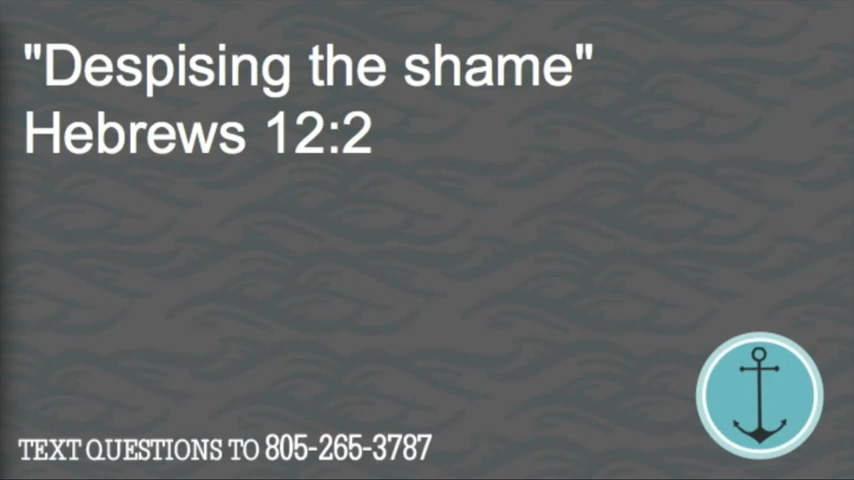 "Despising the shame"
Hebrews 12:2
TEXT QUESTIONS TO 805-265-3787